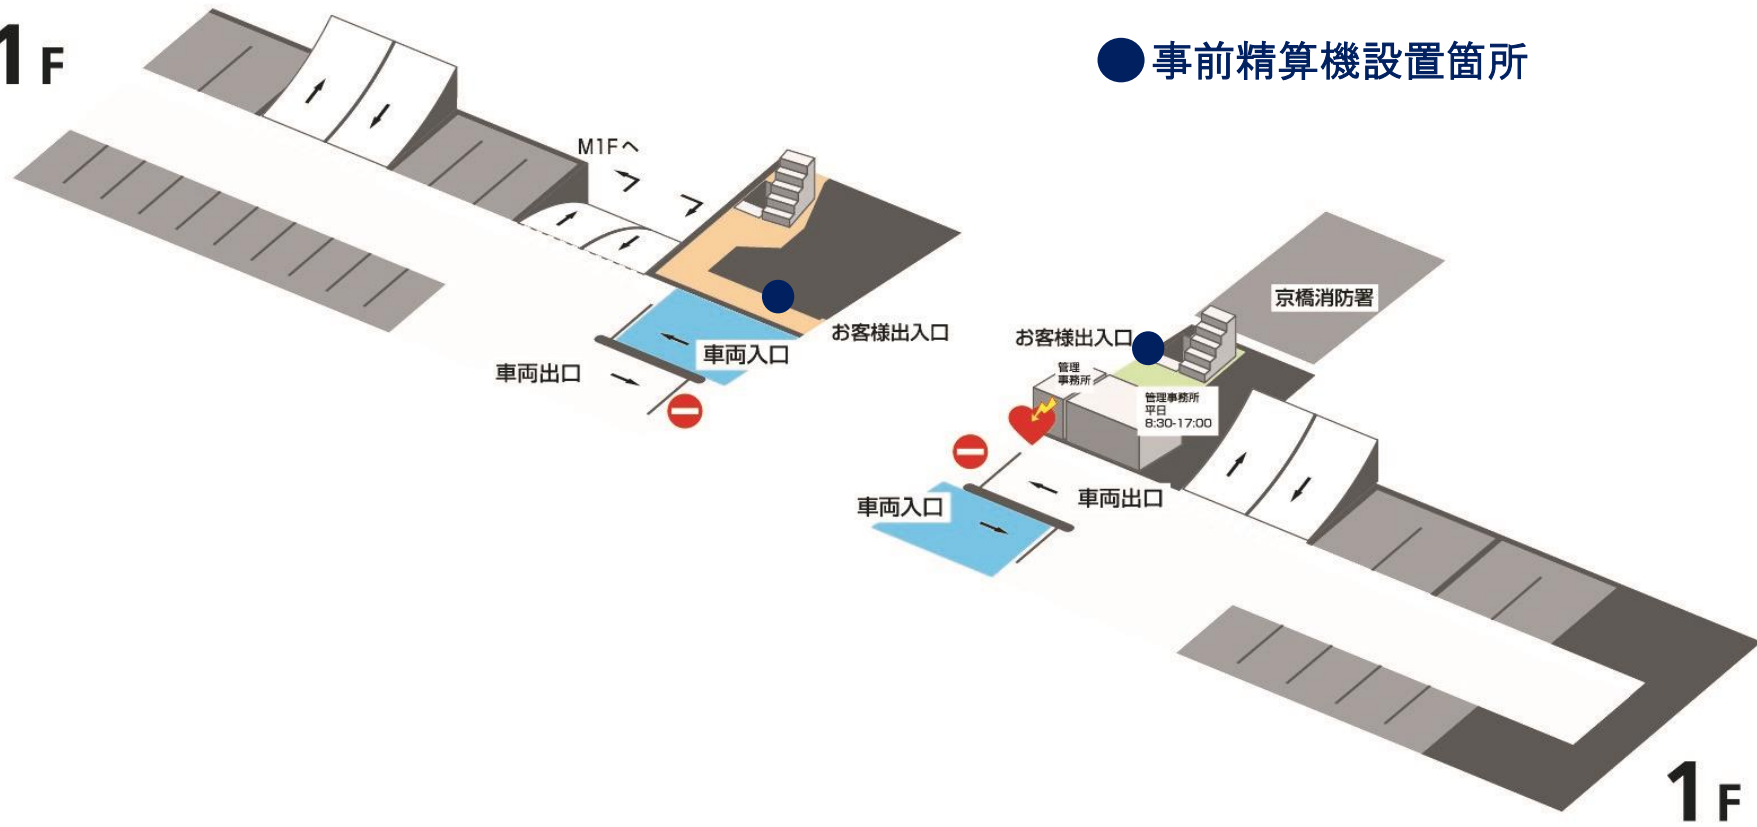 1F
事前精算機設置箇所
M1Fへ
お客様出入口
車両入口
車両出口
京橋消防署
お客様出入口
管理
事務所
管理事務所
平日
8:30-17:00
車両出口
車両入口
1F